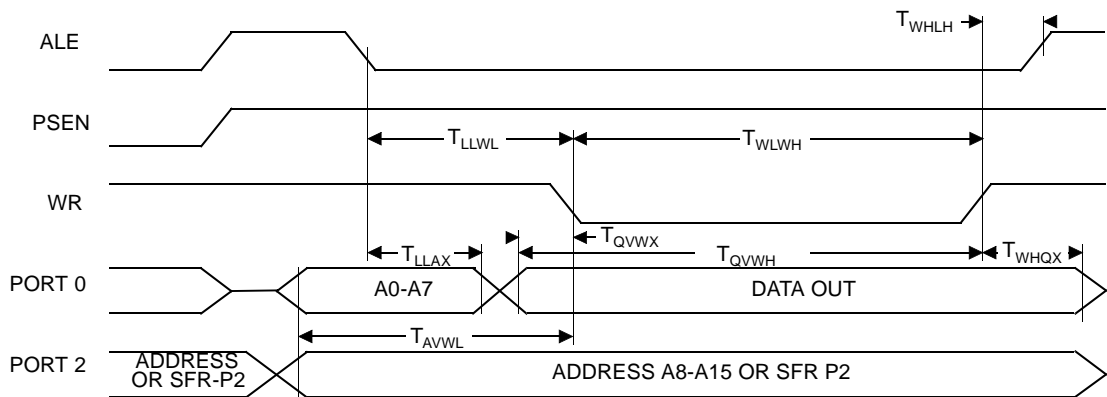 ALE
T_WHLH
PSEN
T_LLWL
T_WLWH
WR
T_LLAX
T_QVWX
T_QVWH
T_WHQX
PORT 0
A0-A7
DATA OUT
T_AVWL
PORT 2
ADDRESS
OR SFR-P2
ADDRESS A8-A15 OR SFR P2